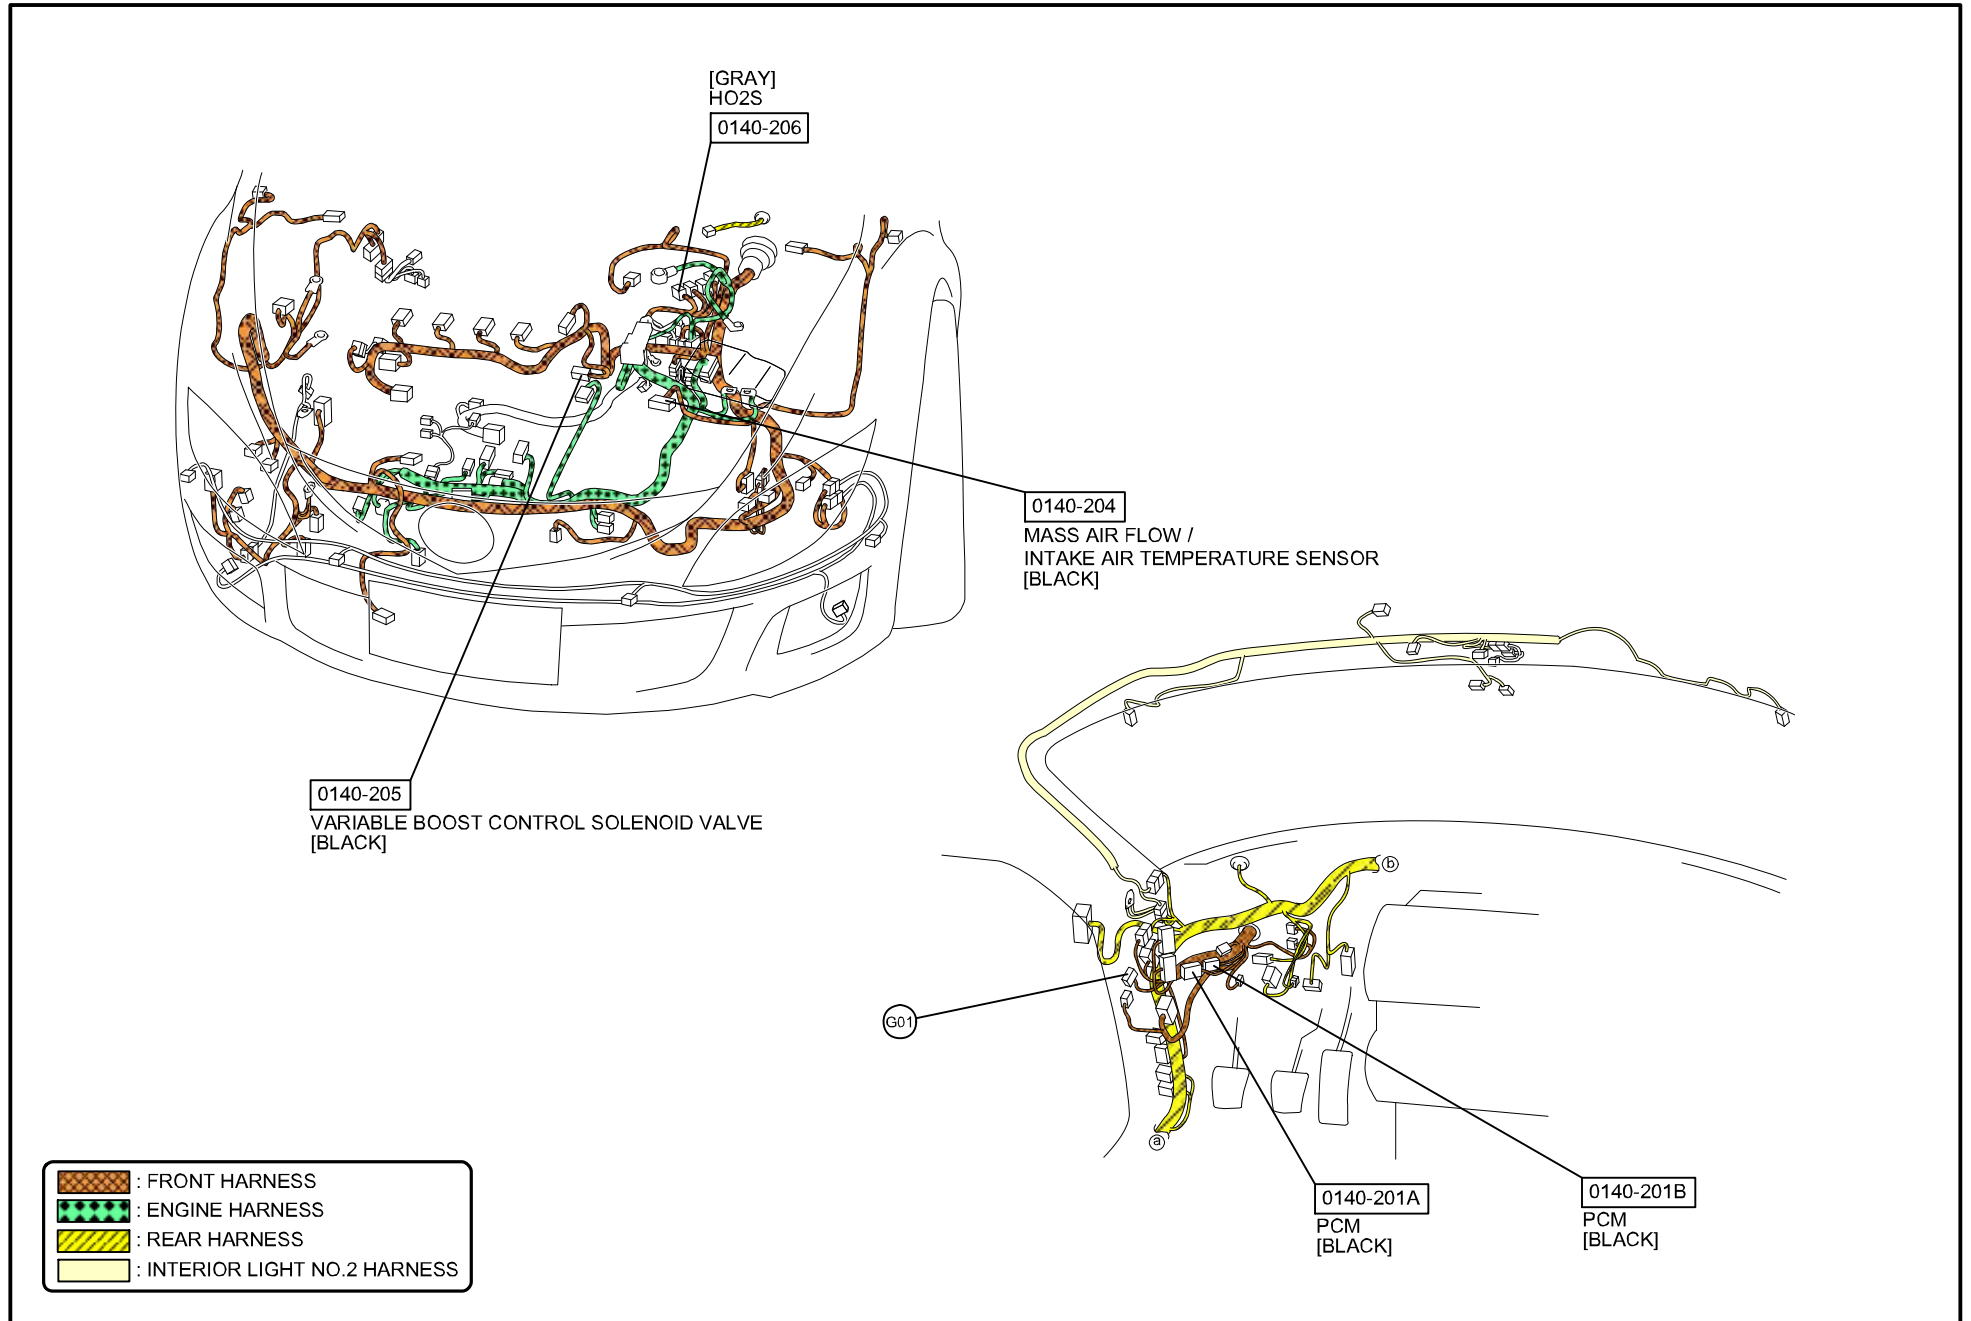 [GRAY]
HO2S
0140-206
0140-204
MASS AIR FLOW /
INTAKE AIR TEMPERATURE SENSOR
[BLACK]
0140-205
VARIABLE BOOST CONTROL SOLENOID VALVE
[BLACK]
b
G01
a
0140-201A
PCM
[BLACK]
0140-201B
PCM
[BLACK]
: FRONT HARNESS
: ENGINE HARNESS
: REAR HARNESS
: INTERIOR LIGHT NO.2 HARNESS